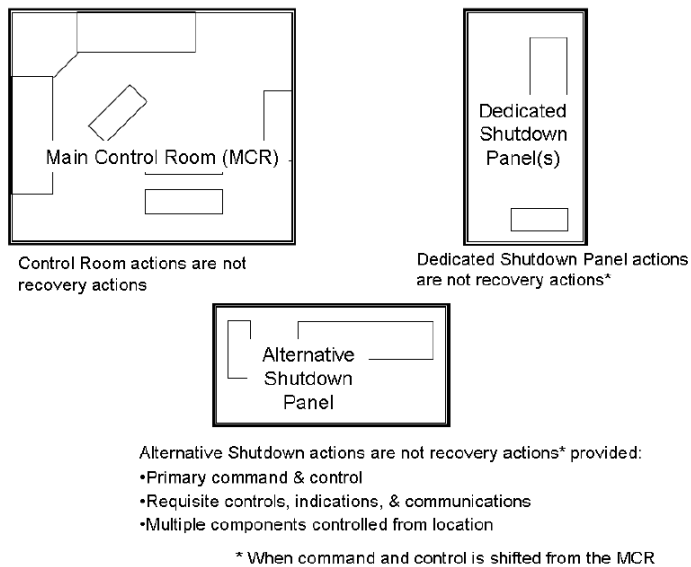 Main Control Room (MCR)
Control Room actions are not
recovery actions
Dedicated
Shutdown
Panel(s)
Dedicated Shutdown Panel actions
are not recovery actions*
Alternative
Shutdown
Panel
Alternative Shutdown actions are not recovery actions* provided:
•Primary command & control
•Requisite controls, indications, & communications
•Multiple components controlled from location
* When command and control is shifted from the MCR